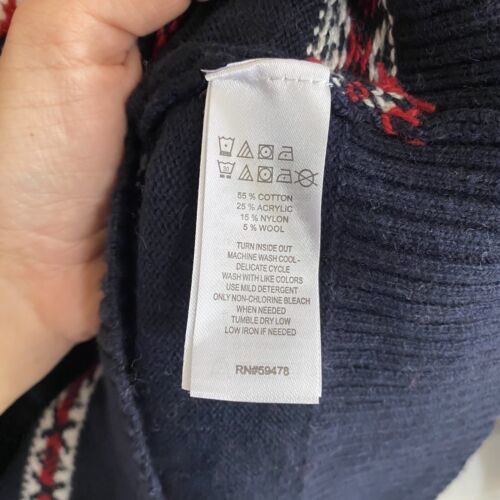 55 % COTTON
25 % ACRYLIC
15 % NYLON
5 % WOOL
TURN INSIDE OUT
MACHINE WASH COOL-
DELICATE CYCLE
WASH WITH LIKE COLORS
USE MILD DETERGENT
ONLY NON-CHLORINE BLEACH
WHEN NEEDED
TUMBLE DRY LOW
LOW IRON IF NEEDED
RN#59478